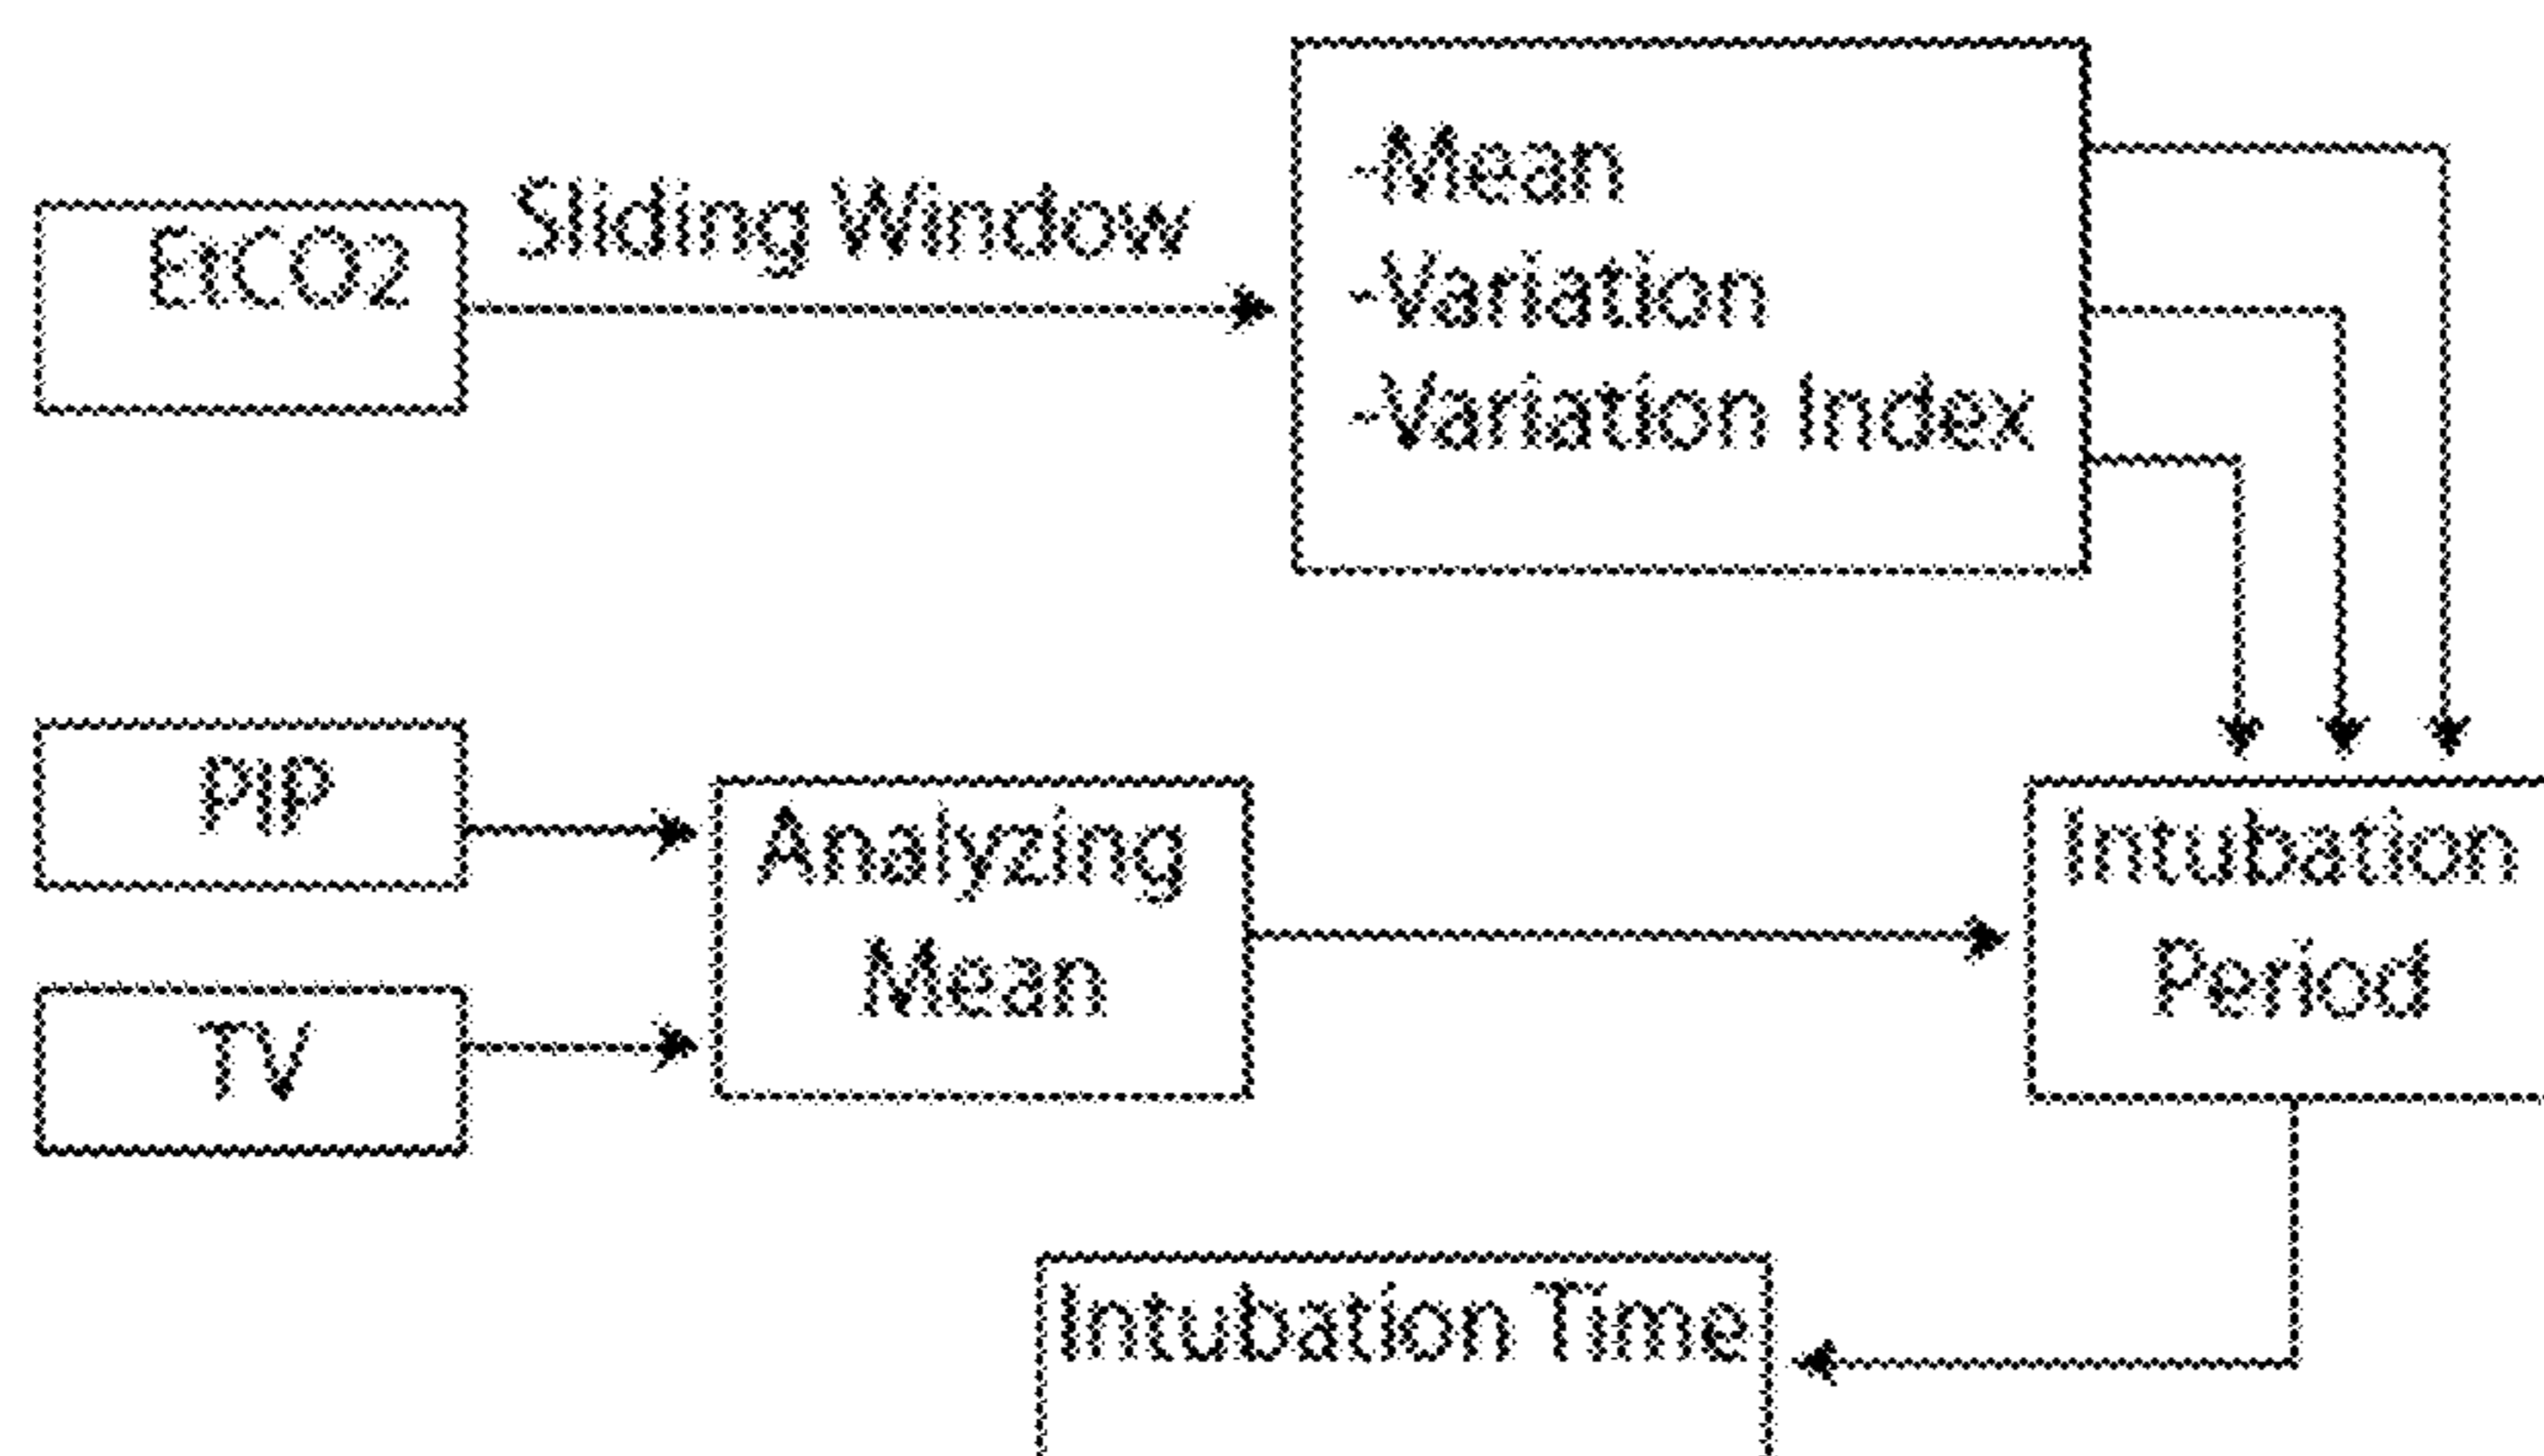 EtCO2
Sliding Window
-Mean
-Variation
-Variation Index
PIP
TV
Analyzing
Mean
Intubation
Period
Intubation Time